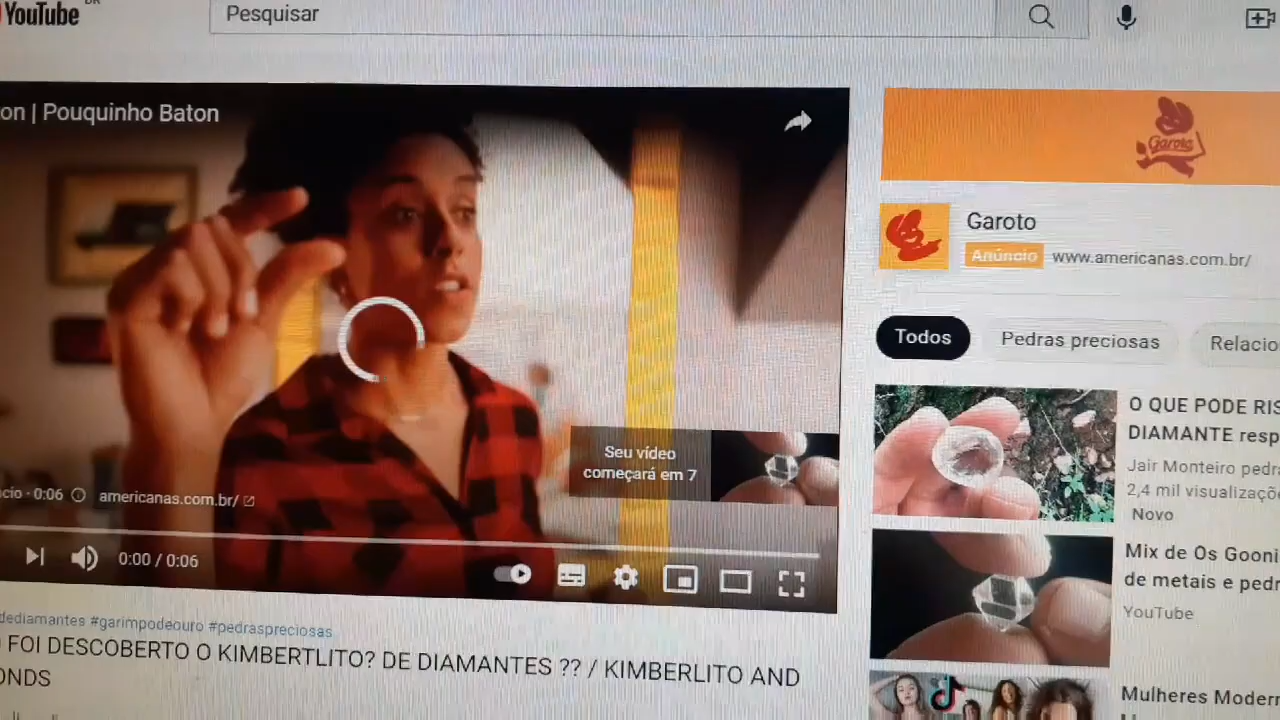 YouTube
BR
Pesquisar
on | Pouquinho Baton
Seu vídeo
começará em 7
cio · 0:06
americanas.com.br/
0:00 / 0:06
dediamantes #garimpodeouro #pedraspreciosas
FOI DESCOBERTO O KIMBERTLITO? DE DIAMANTES ?? / KIMBERLITO AND
ONDS
Garoto
Garoto
Anúncio www.americanas.com.br/
Todos
Pedras preciosas
Relacio
O QUE PODE RIS
DIAMANTE resp
Jair Monteiro pedra
2,4 mil visualizaçõ
Novo
Mix de Os Gooni
de metais e pedr
YouTube
Mulheres Modern